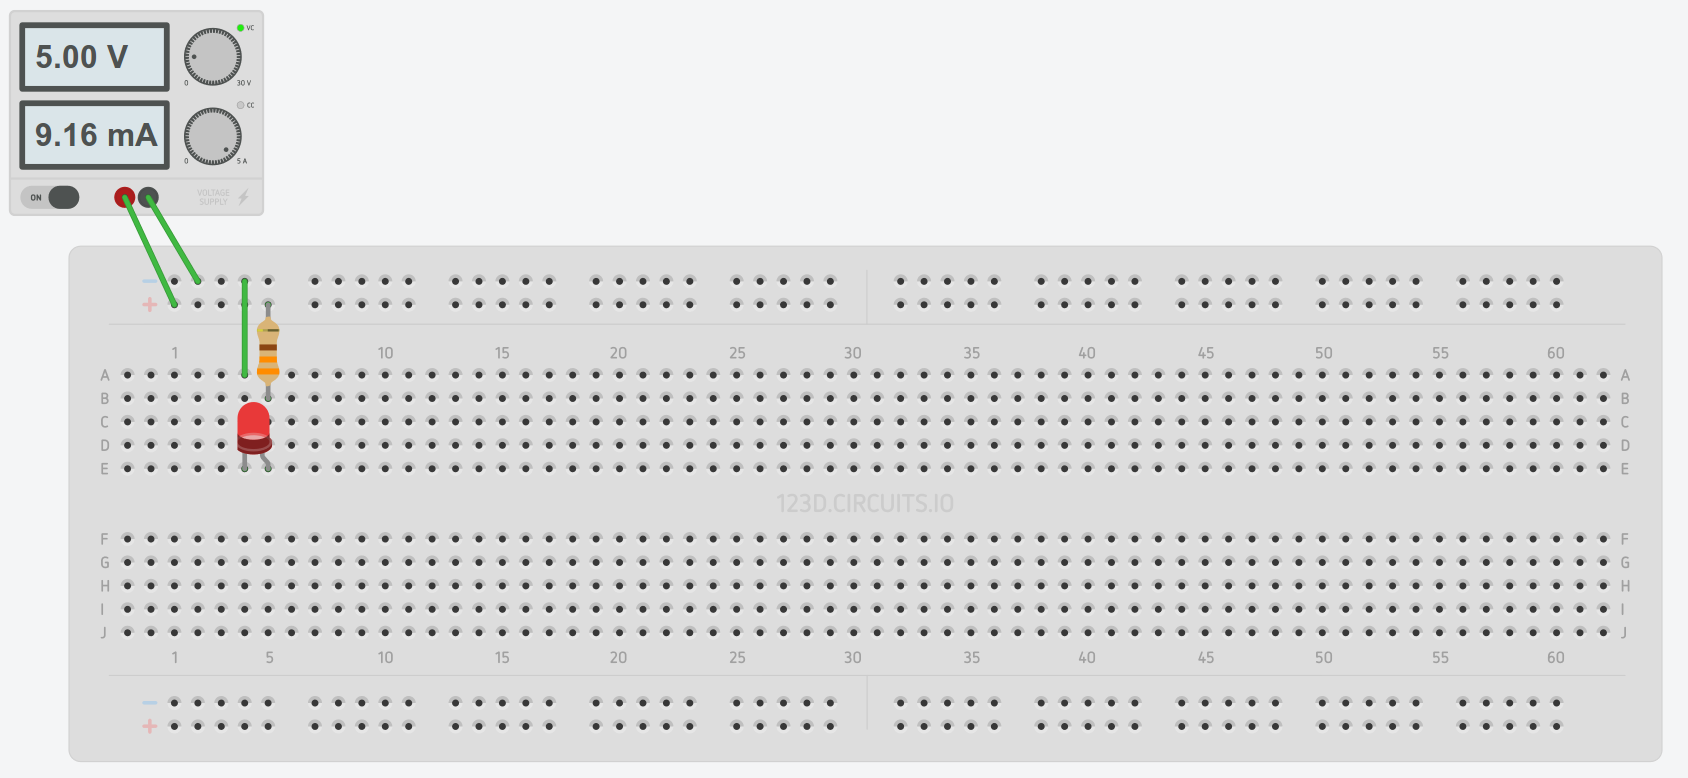 5.00 V
VC
0 30 V
9.16 mA
CC
0 5 A
ON
VOLTAGE
SUPPLY
−
+
1 10 15 20 25 30 35 40 45 50 55 60
A A
B B
C C
D D
E E
123D.CIRCUITS.IO
F F
G G
H H
I I
J J
1 5 10 15 20 25 30 35 40 45 50 55 60
−
+